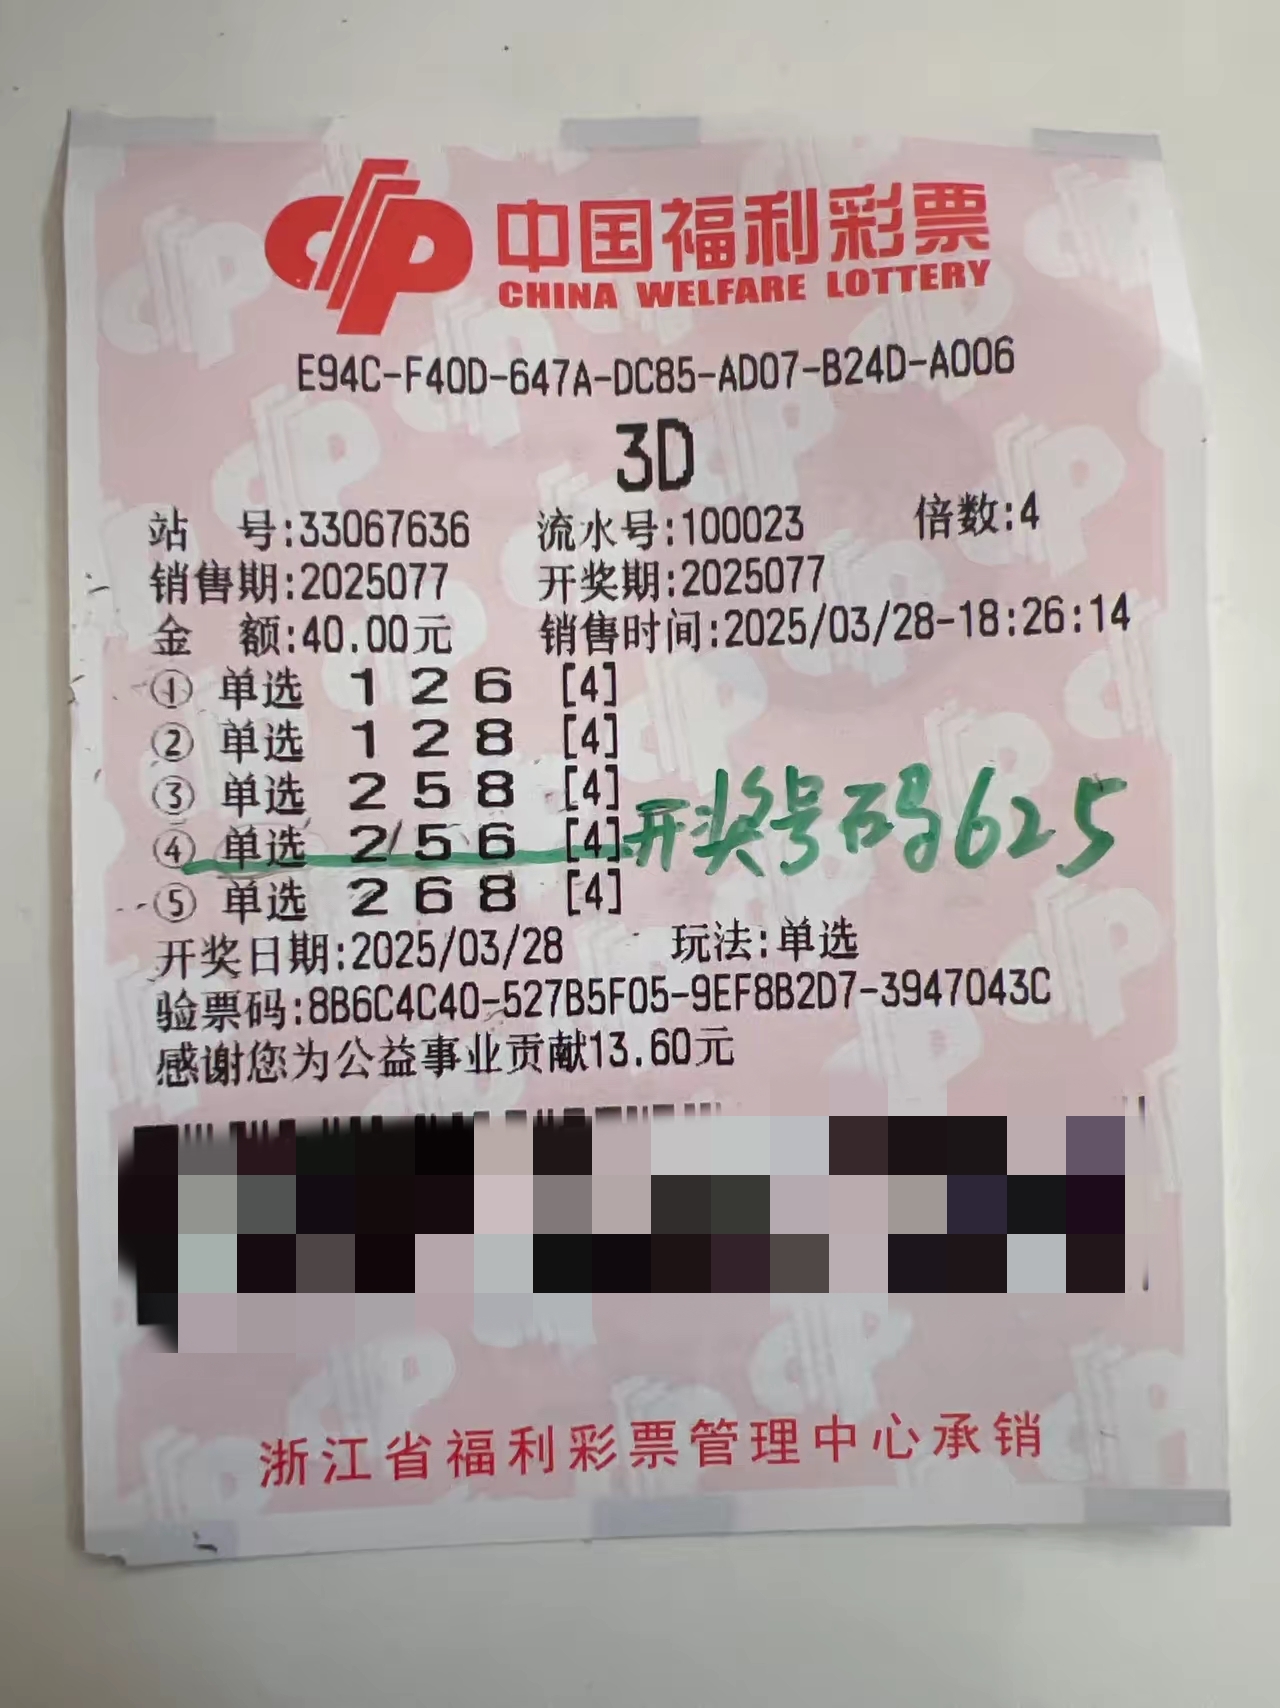 中国福利彩票
CHINA WELFARE LOTTERY
E94C-F40D-647A-DC85-AD07-B24D-A006
3D
站 号:33067636 流水号:100023 倍数:4
销售期:2025077 开奖期:2025077
金 额:40.00元 销售时间:2025/03/28-18:26:14
① 单选 1 2 6 [4]
② 单选 1 2 8 [4]
③ 单选 2 5 8 [4]
④ 单选 2 5 6 [4] 开奖号码625
⑤ 单选 2 6 8 [4]
开奖日期:2025/03/28 玩法:单选
验票码:8B6C4C40-527B5F05-9EF8B2D7-3947043C
感谢您为公益事业贡献13.60元
浙江省福利彩票管理中心承销